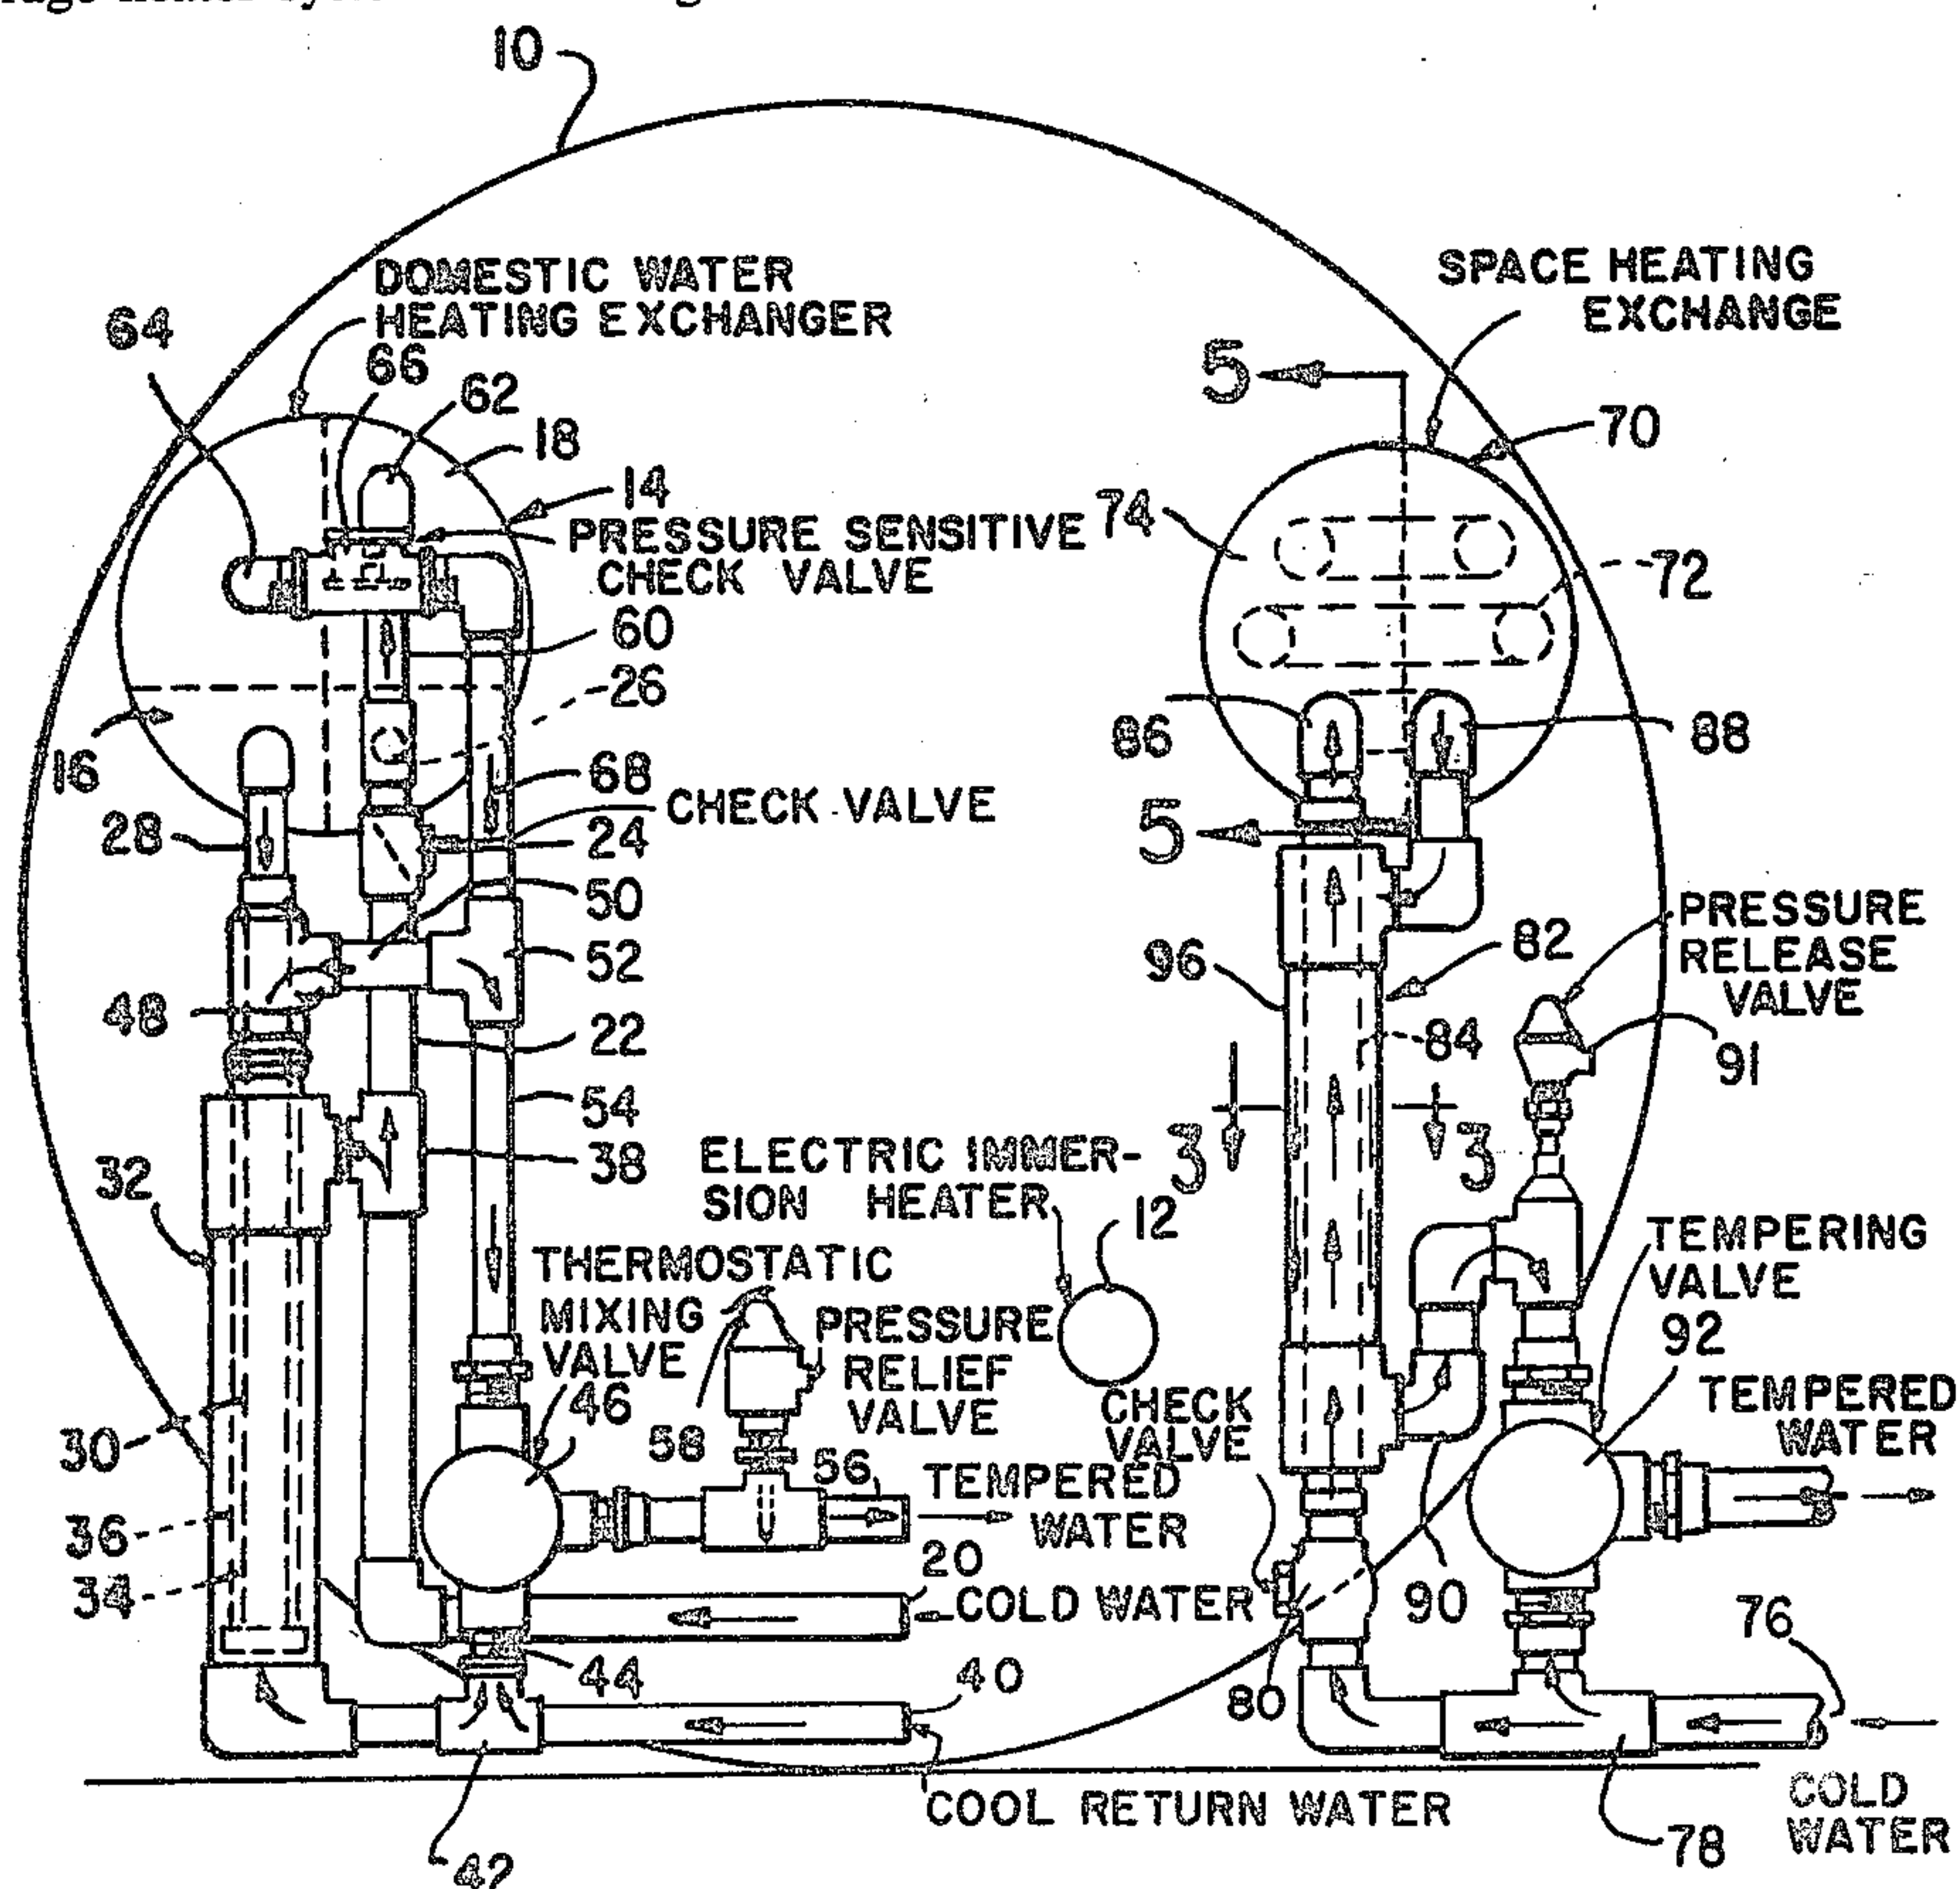 10
DOMESTIC WATER
HEATING EXCHANGER
SPACE HEATING
EXCHANGE
64
66
62
18
14
5
70
PRESSURE SENSITIVE
CHECK VALVE
74
72
60
26
16
86
88
68
CHECK VALVE
28
24
5
50
52
48
22
96
82
PRESSURE
RELEASE
VALVE
84
91
54
38
32
ELECTRIC IMMER-
SION HEATER
12
3
3
THERMOSTATIC
MIXING
VALVE
46
PRESSURE
RELIEF
VALVE
58
TEMPERING
VALVE
92
CHECK
VALVE
TEMPERED
WATER
30
56
TEMPERED
WATER
36
34
20
COLD WATER
90
76
44
40
80
COOL RETURN WATER
COLD
WATER
78
42